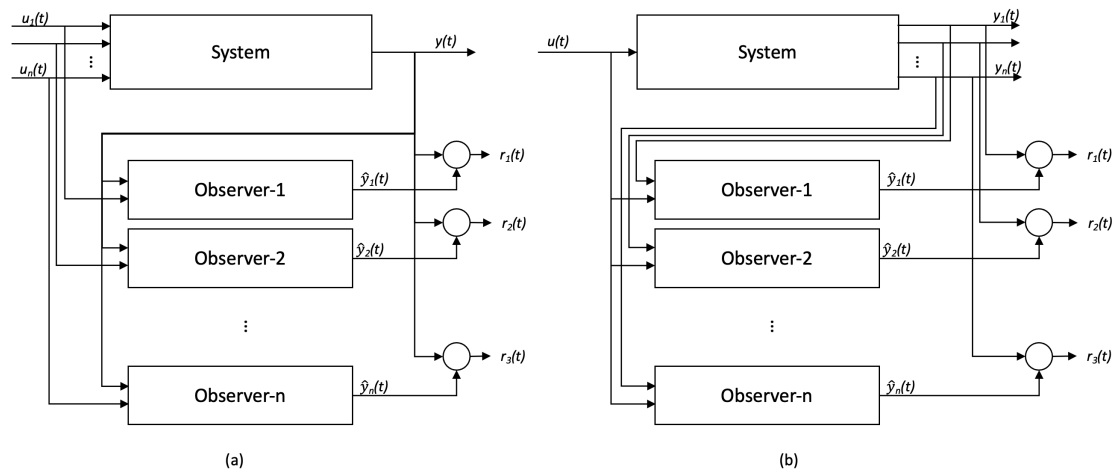 u₁(t)
uₙ(t)
⋮
System
y(t)
Observer-1
ŷ₁(t)
r₁(t)
Observer-2
ŷ₂(t)
r₂(t)
⋮
Observer-n
ŷₙ(t)
r₃(t)
(a)
u(t)
System
⋮
y₁(t)
yₙ(t)
Observer-1
ŷ₁(t)
r₁(t)
Observer-2
ŷ₂(t)
r₂(t)
⋮
Observer-n
ŷₙ(t)
r₃(t)
(b)